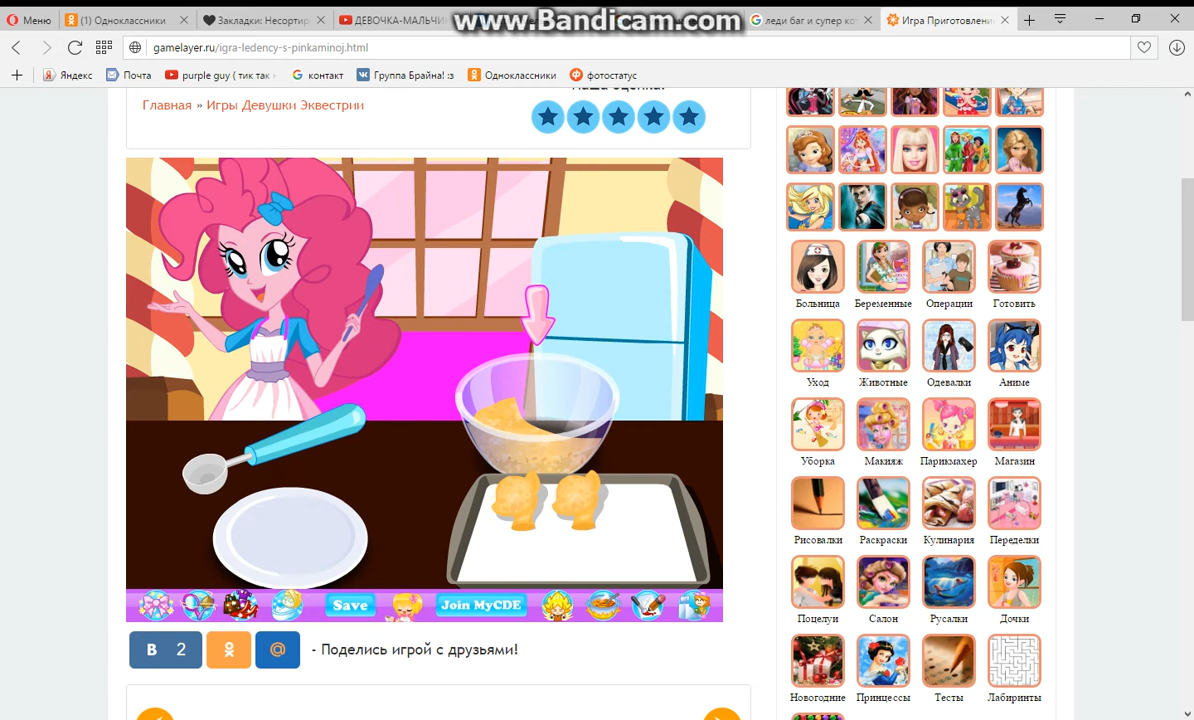 Меню
(1) Одноклассники
Закладки: Несортир
ДЕВОЧКА-МАЛЬЧИ
www.Bandicam.com
леди баг и супер кот
Игра Приготовлени
gamelayer.ru/igra-ledency-s-pinkaminoj.html
Яндекс
Почта
purple guy ( тик так
контакт
Группа Брайна! :з
Одноклассники
фотостатус
Наша оценка:
Главная » Игры Девушки Эквестрии
Больница
Беременные
Операции
Готовить
Уход
Животные
Одевалки
Аниме
Уборка
Макияж
Парикмахер
Магазин
Рисовалки
Раскраски
Кулинария
Переделки
Поцелуи
Салон
Русалки
Дочки
Save
Join MyCDE
В 2
@
- Поделись игрой с друзьями!
Новогодние
Принцессы
Тесты
Лабиринты